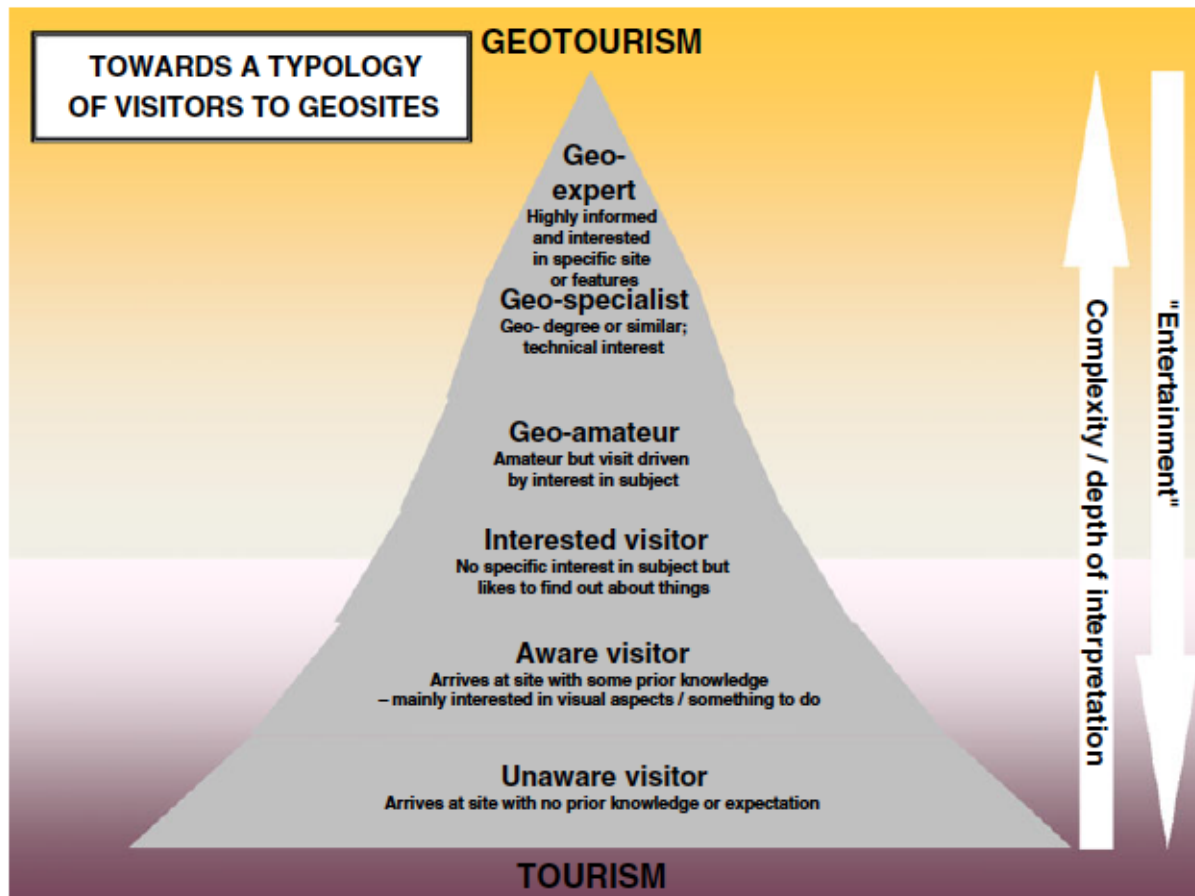 TOWARDS A TYPOLOGY
OF VISITORS TO GEOSITES
GEOTOURISM
Geo-
expert
Highly informed
and interested
in specific site
or features
Geo-specialist
Geo- degree or similar;
technical interest
Geo-amateur
Amateur but visit driven
by interest in subject
Interested visitor
No specific interest in subject but
likes to find out about things
Aware visitor
Arrives at site with some prior knowledge
– mainly interested in visual aspects / something to do
Unaware visitor
Arrives at site with no prior knowledge or expectation
TOURISM
Complexity / depth of interpretation
"Entertainment"